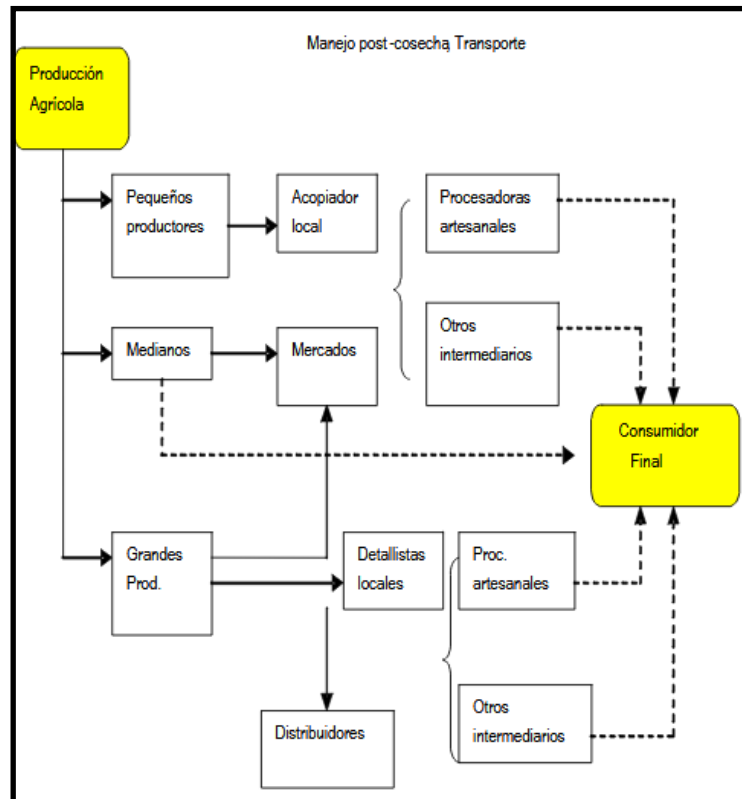 Manejo post-cosecha, Transporte
Producción
Agrícola
Pequeños
productores
Acopiador
local
Procesadoras
artesanales
Medianos
Mercados
Otros
intermediarios
Consumidor
Final
Grandes
Prod.
Detallistas
locales
Proc.
artesanales
Distribuidores
Otros
intermediarios